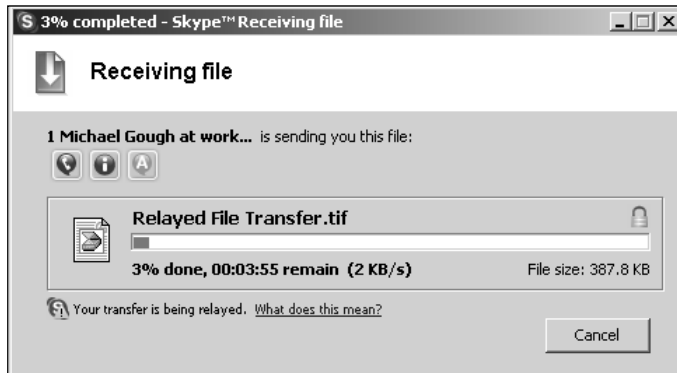 S 3% completed - Skype™ Receiving file
Receiving file
1 Michael Gough at work... is sending you this file:
A
Relayed File Transfer.tif
3% done, 00:03:55 remain (2 KB/s) File size: 387.8 KB
Your transfer is being relayed. What does this mean?
Cancel